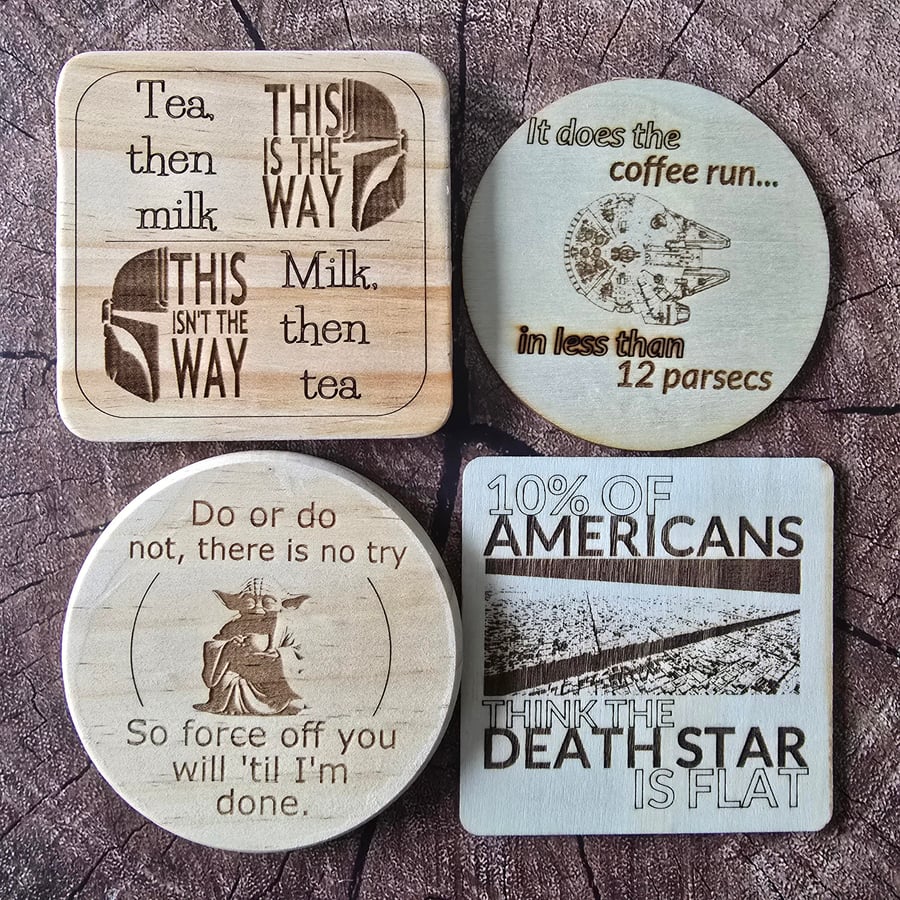 Tea,
then
milk
THIS
IS THE
WAY
THIS
ISN'T THE
WAY
Milk,
then
tea
It does the
coffee run...
in less than
12 parsecs
Do or do
not, there is no try
So force off you
will 'til I'm
done.
10% OF
AMERICANS
THINK THE
DEATH STAR
IS FLAT